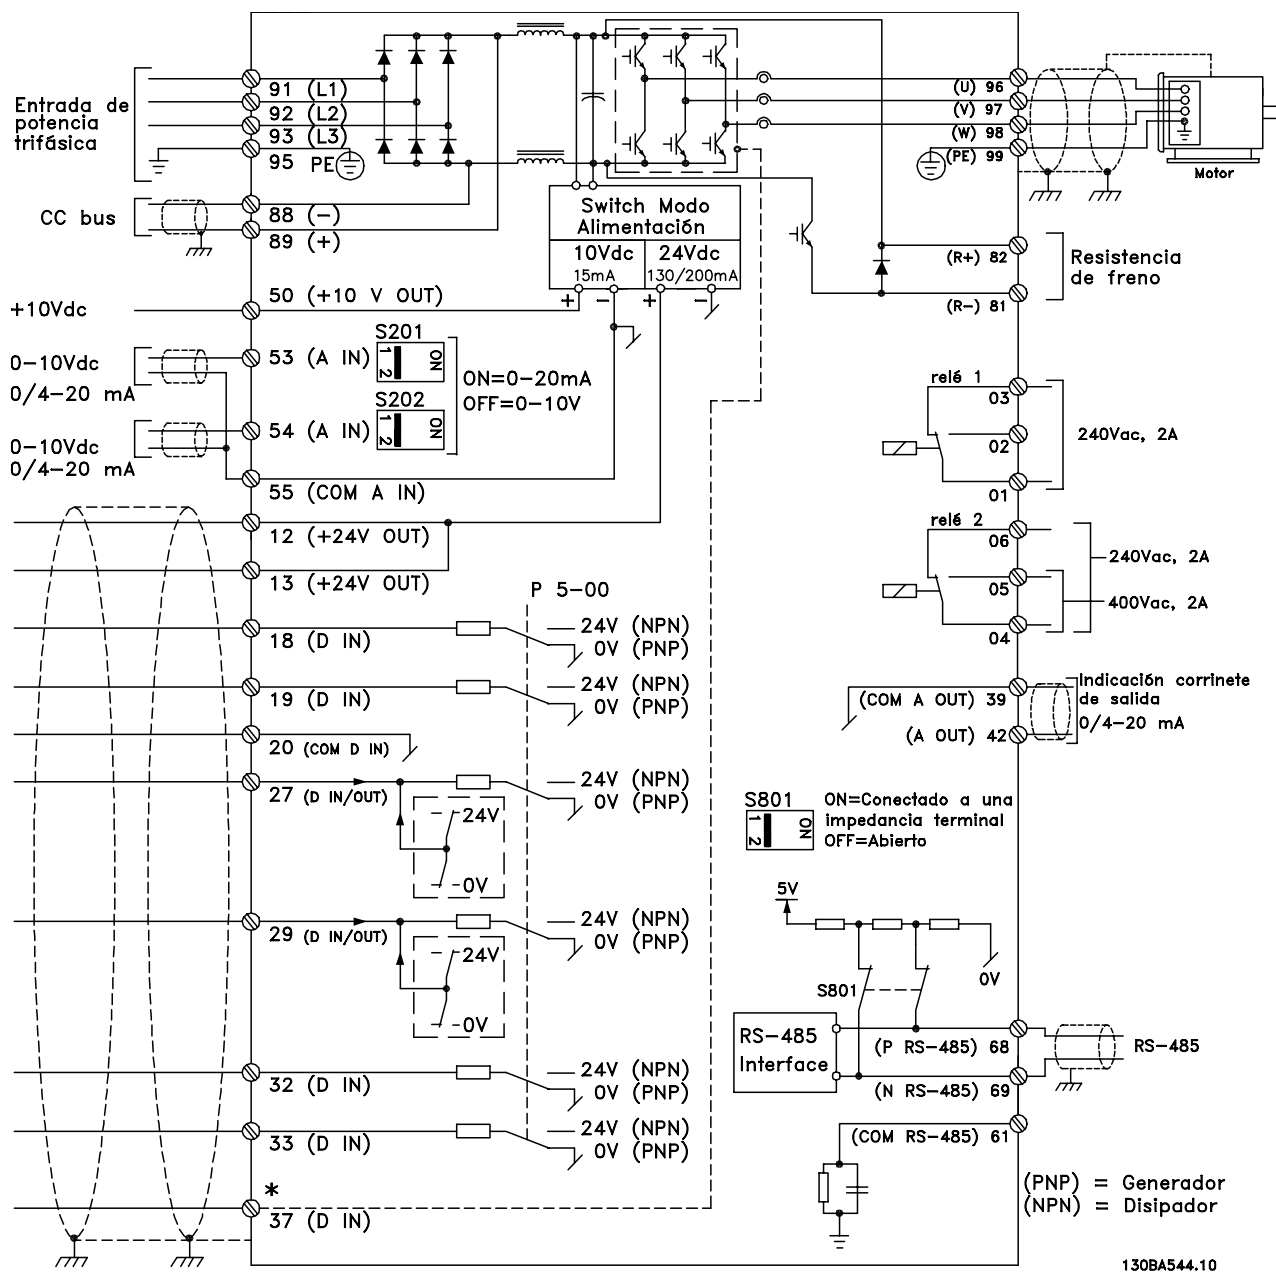 Entrada de
potencia
trifásica
91 (L1)
92 (L2)
93 (L3)
95 PE
CC bus
88 (−)
89 (+)
Switch Modo
Alimentación
10Vdc
15mA
24Vdc
130/200mA
+ − + −
(U) 96
(V) 97
(W) 98
(PE) 99
Motor
(R+) 82
(R−) 81
Resistencia
de freno
+10Vdc
50 (+10 V OUT)
0−10Vdc
0/4−20 mA
53 (A IN)
S201
1 2
ON
ON=0−20mA
OFF=0−10V
S202
1 2
ON
0−10Vdc
0/4−20 mA
54 (A IN)
55 (COM A IN)
12 (+24V OUT)
13 (+24V OUT)
P 5-00
18 (D IN)
24V (NPN)
0V (PNP)
19 (D IN)
24V (NPN)
0V (PNP)
20 (COM D IN)
27 (D IN/OUT)
24V (NPN)
0V (PNP)
24V
0V
29 (D IN/OUT)
24V (NPN)
0V (PNP)
24V
0V
32 (D IN)
24V (NPN)
0V (PNP)
33 (D IN)
24V (NPN)
0V (PNP)
*
37 (D IN)
relé 1
03
02
01
240Vac, 2A
relé 2
06
05
04
240Vac, 2A
400Vac, 2A
(COM A OUT) 39
(A OUT) 42
Indicación corrinete
de salida
0/4−20 mA
S801
1 2
ON
ON=Conectado a una
impedancia terminal
OFF=Abierto
5V
0V
S801
RS−485
Interface
(P RS−485) 68
(N RS−485) 69
RS−485
(COM RS−485) 61
(PNP) = Generador
(NPN) = Disipador
130BA544.10